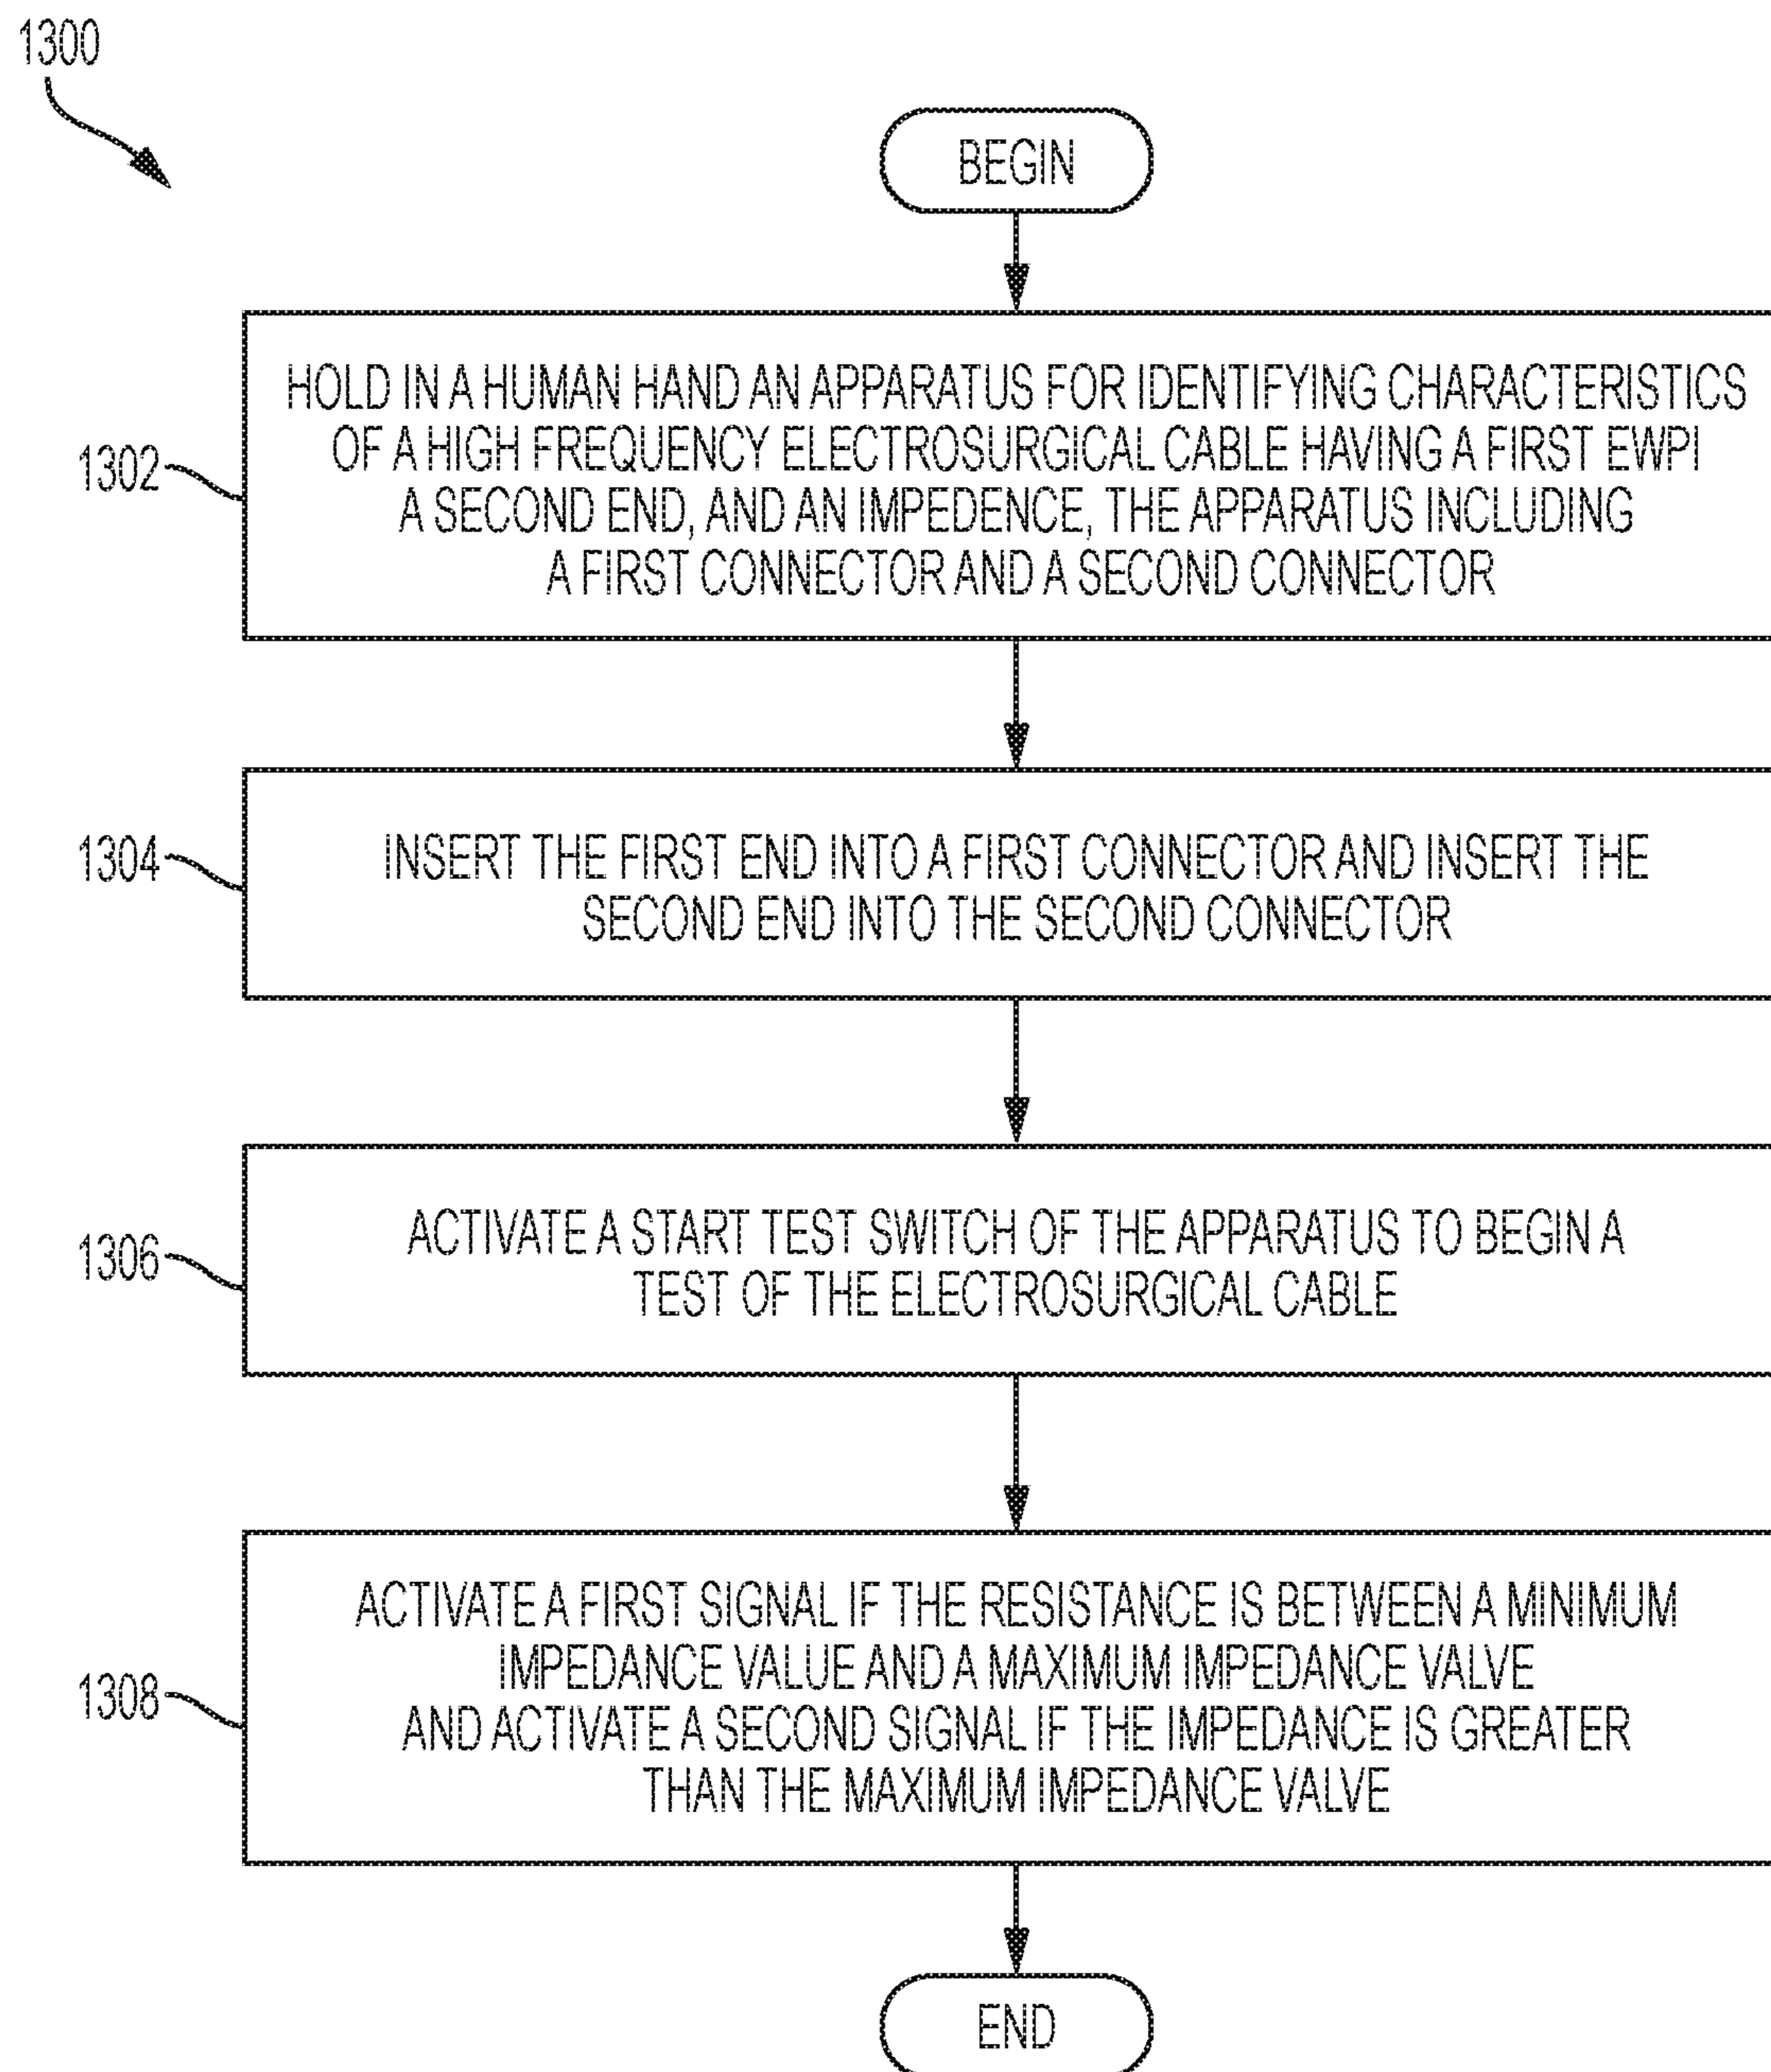 1300
BEGIN
HOLD IN A HUMAN HAND AN APPARATUS FOR IDENTIFYING CHARACTERISTICS
OF A HIGH FREQUENCY ELECTROSURGICAL CABLE HAVING A FIRST EWPI
A SECOND END, AND AN IMPEDENCE, THE APPARATUS INCLUDING
A FIRST CONNECTOR AND A SECOND CONNECTOR
1302
INSERT THE FIRST END INTO A FIRST CONNECTOR AND INSERT THE
SECOND END INTO THE SECOND CONNECTOR
1304
ACTIVATE A START TEST SWITCH OF THE APPARATUS TO BEGIN A
TEST OF THE ELECTROSURGICAL CABLE
1306
ACTIVATE A FIRST SIGNAL IF THE RESISTANCE IS BETWEEN A MINIMUM
IMPEDANCE VALUE AND A MAXIMUM IMPEDANCE VALVE
AND ACTIVATE A SECOND SIGNAL IF THE IMPEDANCE IS GREATER
THAN THE MAXIMUM IMPEDANCE VALVE
1308
END